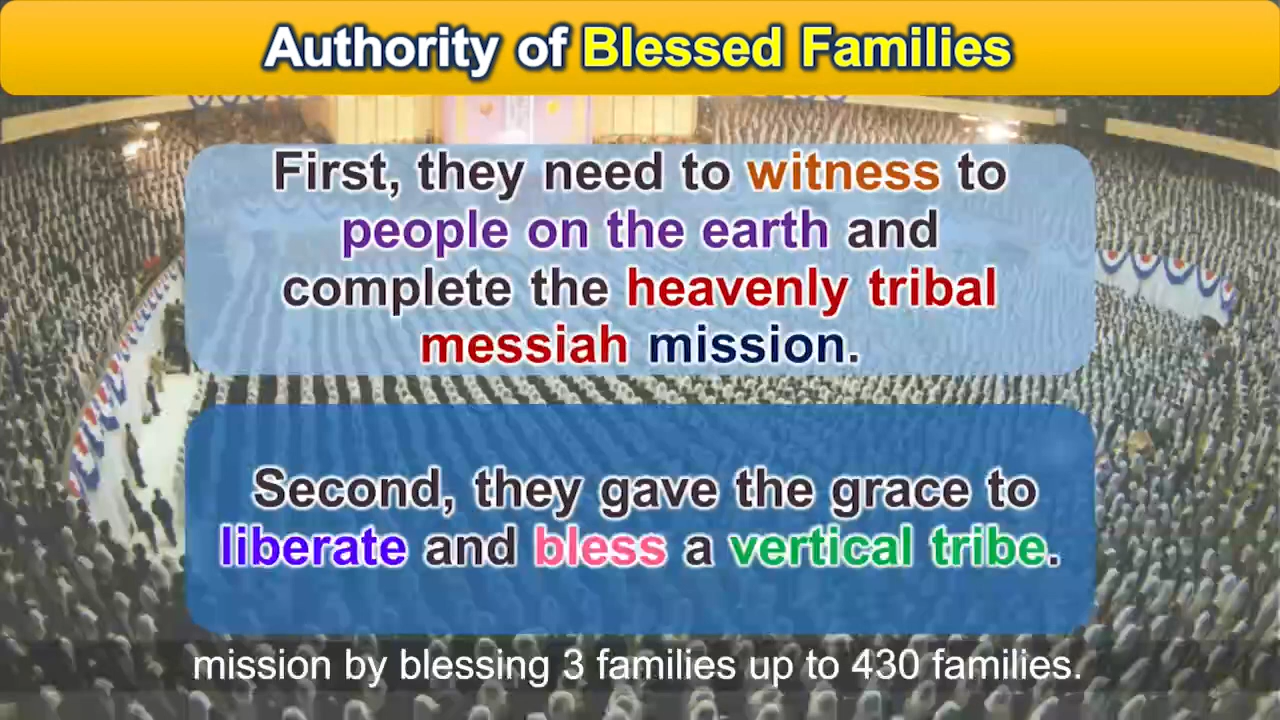 Authority of Blessed Families
First, they need to witness to
people on the earth and
complete the heavenly tribal
messiah mission.
Second, they gave the grace to
liberate and bless a vertical tribe.
mission by blessing 3 families up to 430 families.